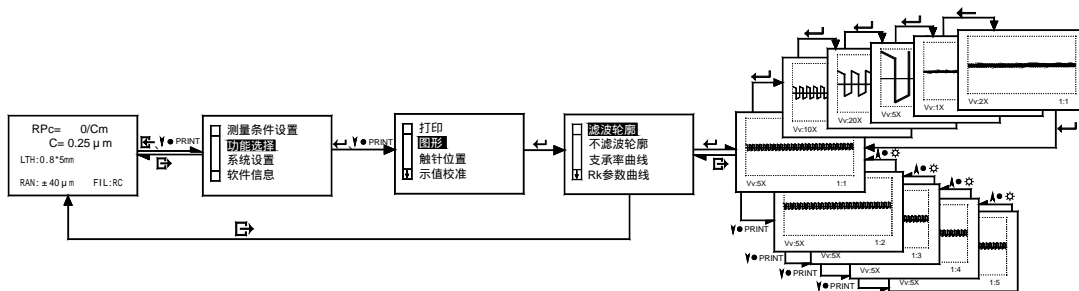 RPc= 0/Cm
C= 0.25 µm
LTH:0.8*5mm
RAN: ±40µm FIL:RC
PRINT
测量条件设置
功能选择
系统设置
软件信息
PRINT
打印
图形
触针位置
示值校准
滤波轮廓
不滤波轮廓
支承率曲线
Rk参数曲线
Vv:10X
Vv:20X
Vv:5X
Vv:1X
Vv:2X 1:1
Vv:5X 1:1
PRINT
Vv:5X 1:2
PRINT
Vv:5X 1:3
PRINT
Vv:5X 1:4
PRINT
Vv:5X 1:5